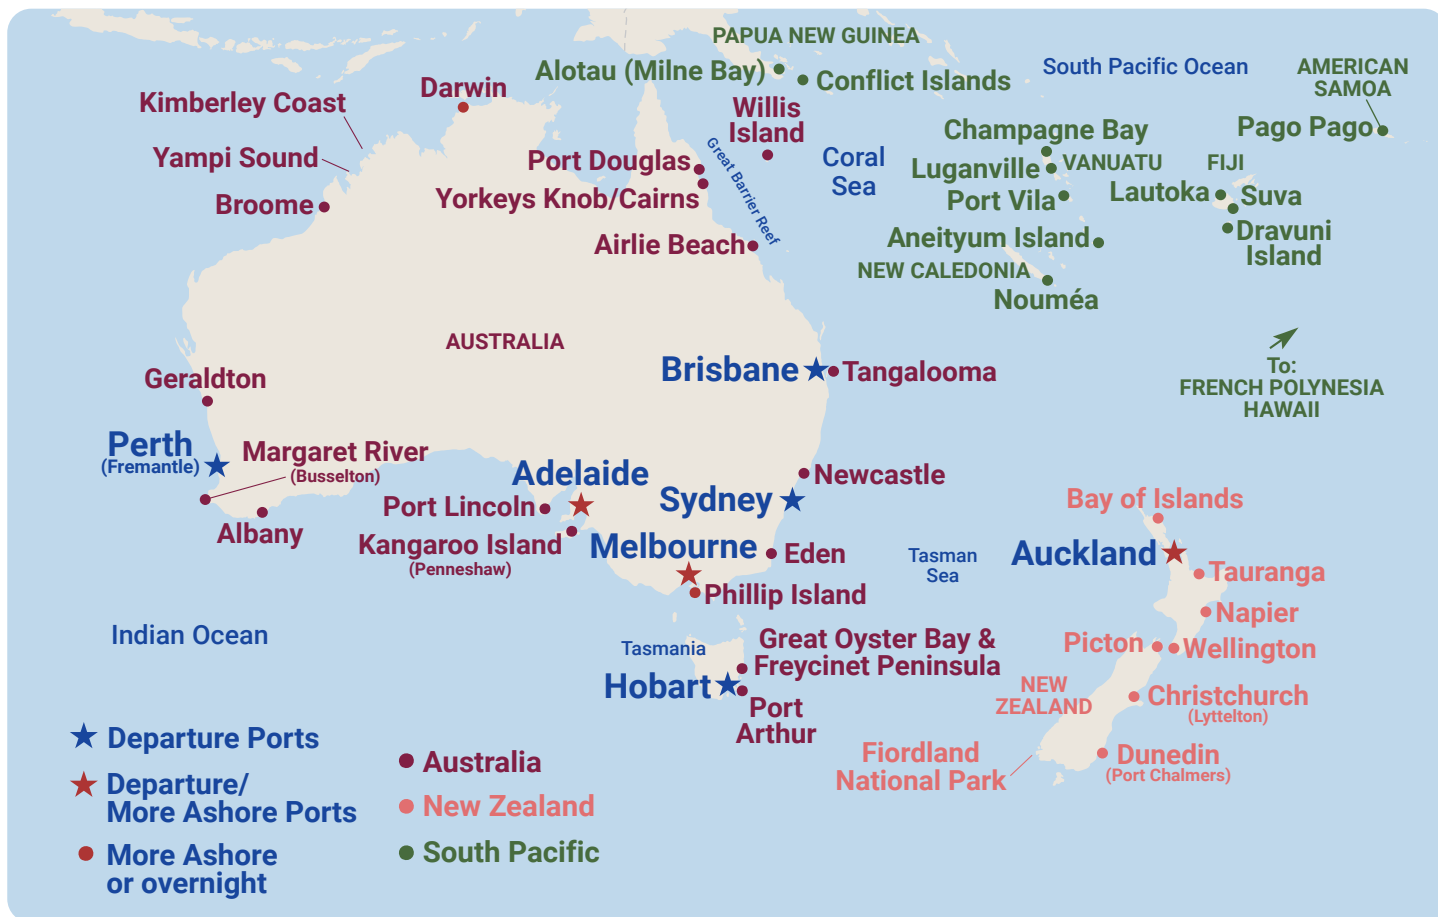 PAPUA NEW GUINEA
Alotau (Milne Bay)
Conflict Islands
South Pacific Ocean
AMERICAN
SAMOA
Pago Pago
Darwin
Kimberley Coast
Yampi Sound
Broome
Willis
Island
Port Douglas
Yorkeys Knob/Cairns
Great Barrier Reef
Airlie Beach
Coral
Sea
Champagne Bay
Luganville
VANUATU
Port Vila
FIJI
Lautoka
Suva
Dravuni
Island
Aneityum Island
NEW CALEDONIA
Nouméa
To:
FRENCH POLYNESIA
HAWAII
AUSTRALIA
Brisbane
Tangalooma
Geraldton
Perth
(Fremantle)
Margaret River
(Busselton)
Albany
Adelaide
Port Lincoln
Kangaroo Island
(Penneshaw)
Newcastle
Sydney
Melbourne
Eden
Phillip Island
Tasman
Sea
Bay of Islands
Auckland
Tauranga
Napier
Picton
Wellington
NEW
ZEALAND
Christchurch
(Lyttelton)
Fiordland
National Park
Dunedin
(Port Chalmers)
Indian Ocean
Tasmania
Great Oyster Bay &
Freycinet Peninsula
Hobart
Port
Arthur
Departure Ports
Departure/
More Ashore Ports
More Ashore
or overnight
Australia
New Zealand
South Pacific